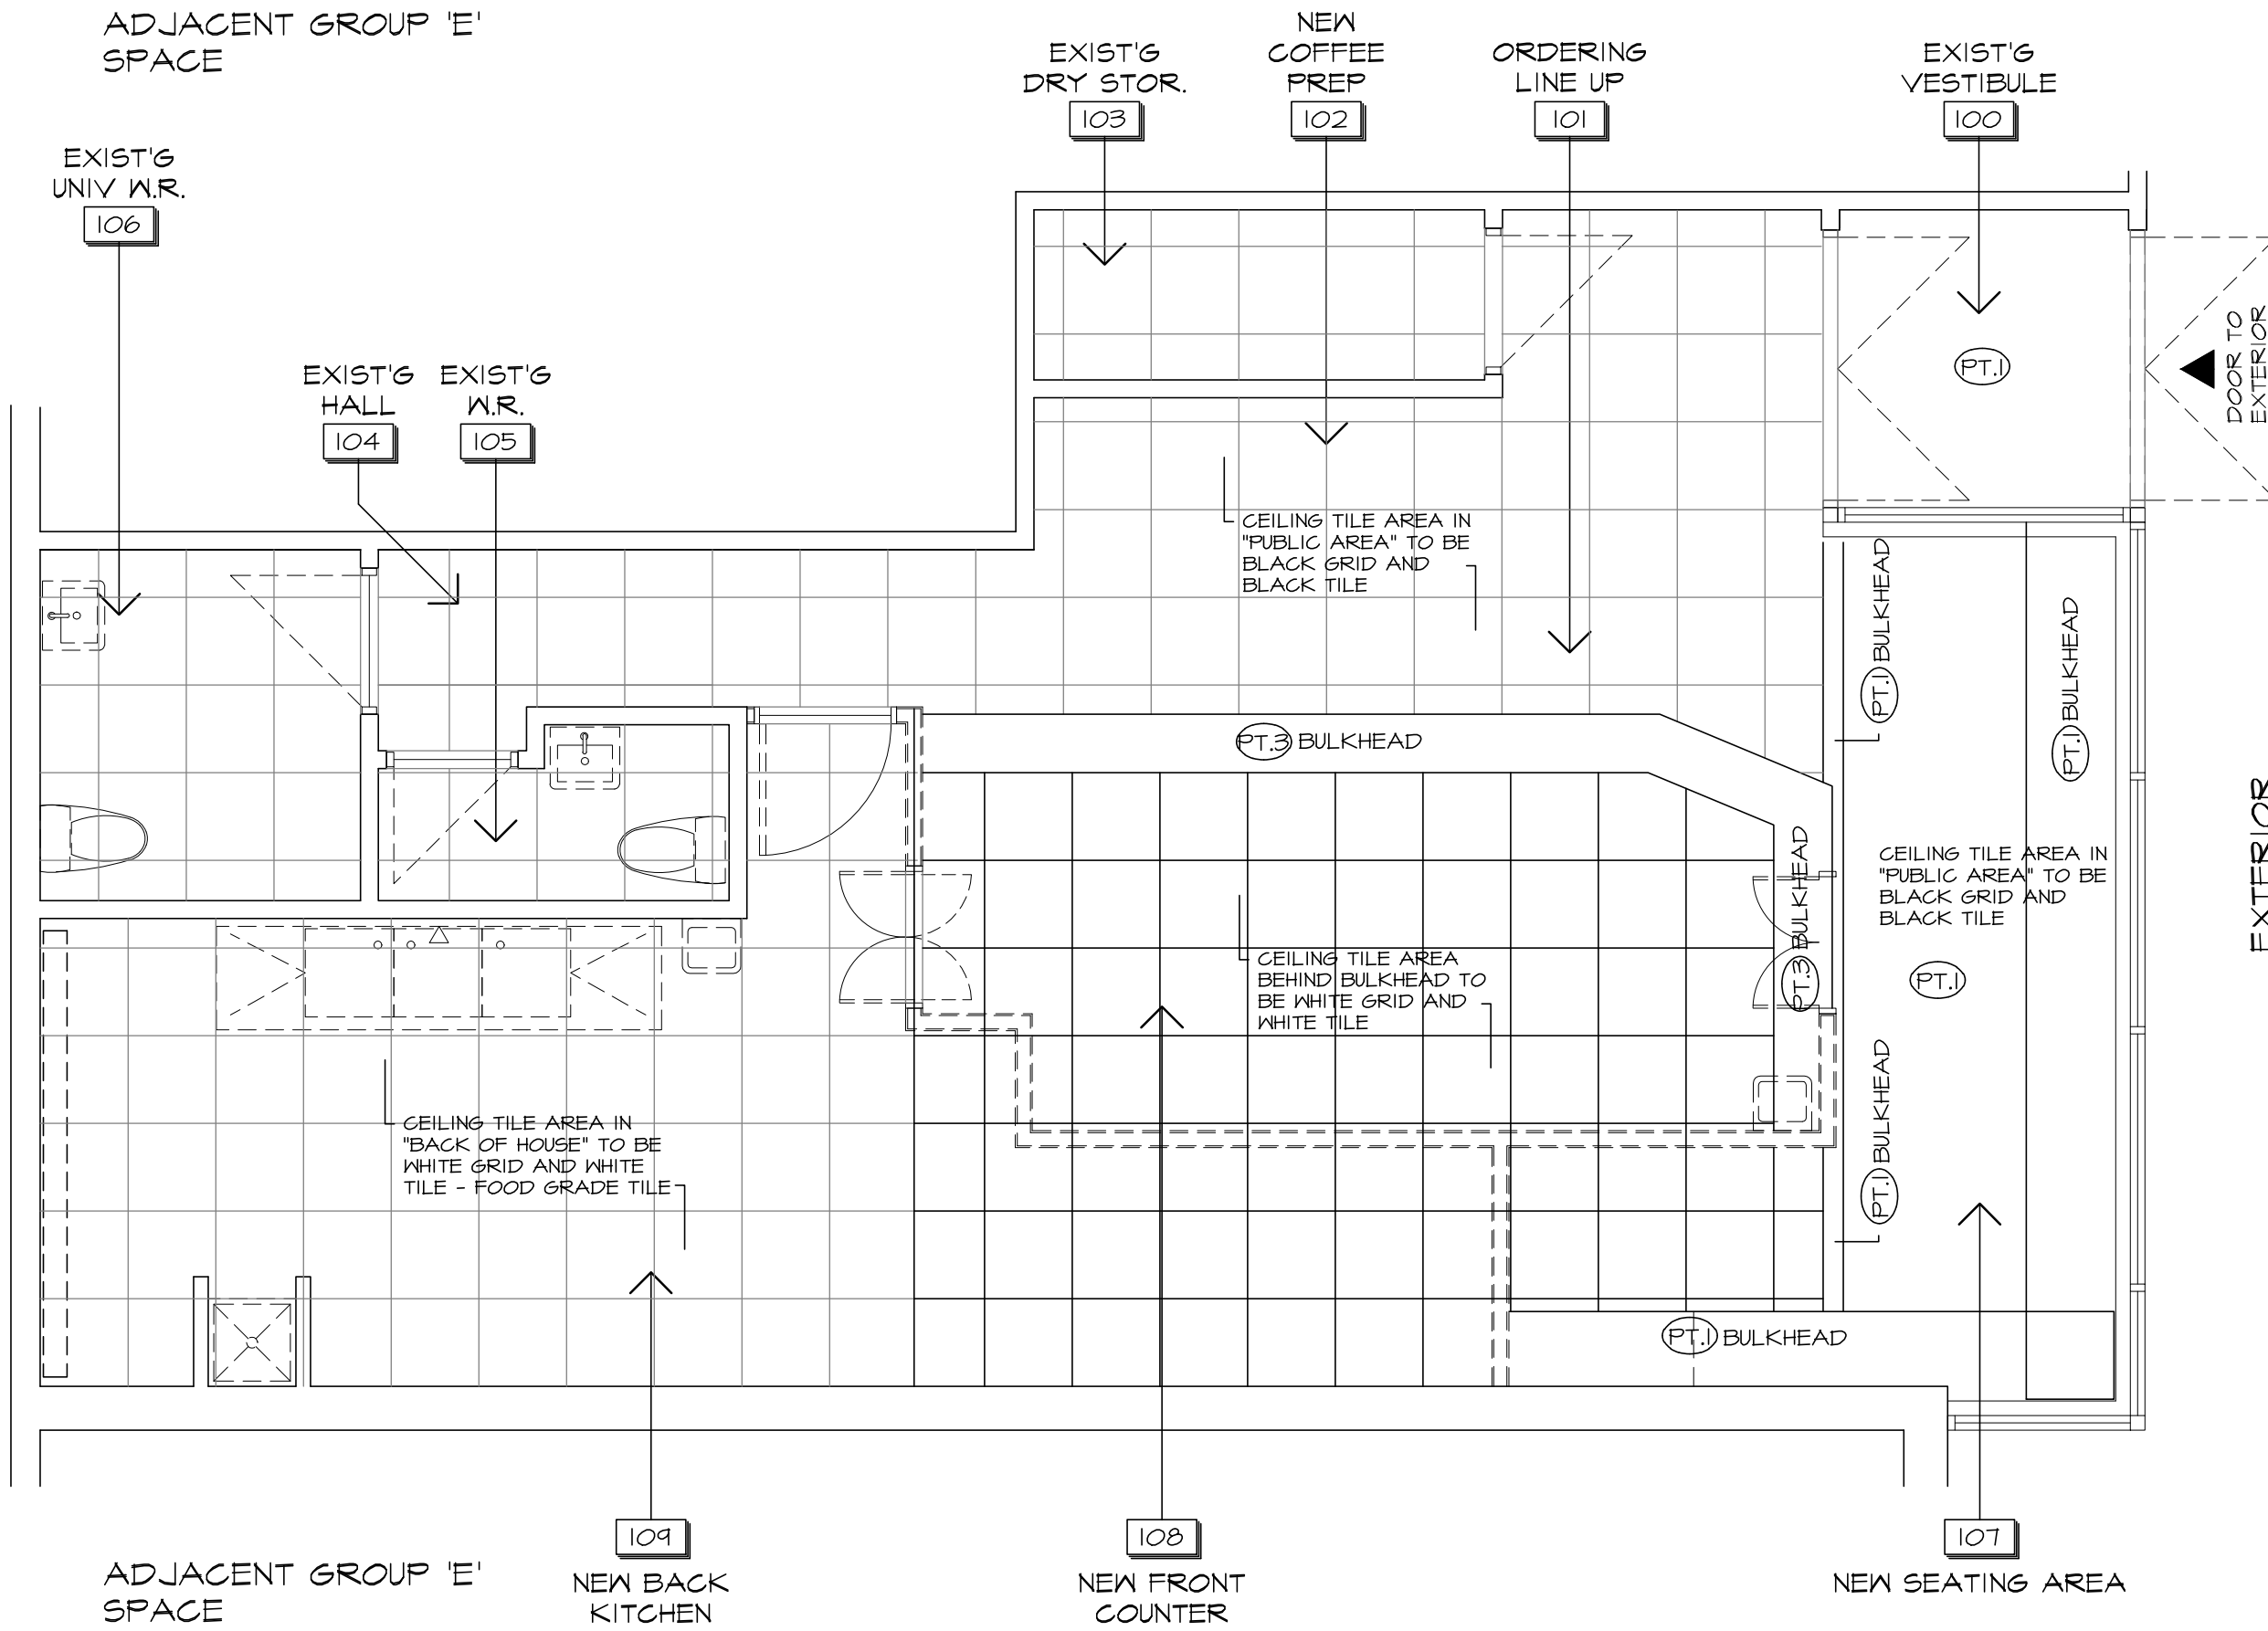 ADJACENT GROUP 'E'
SPACE
EXIST'G
DRY STOR.
103
NEW
COFFEE
PREP
102
ORDERING
LINE UP
101
EXIST'G
VESTIBULE
100
EXIST'G
UNIV W.R.
106
EXIST'G
HALL
104
EXIST'G
W.R.
105
PT.1
DOOR TO
EXTERIOR
CEILING TILE AREA IN
"PUBLIC AREA" TO BE
BLACK GRID AND
BLACK TILE
PT.1 BULKHEAD
PT.1 BULKHEAD
PT.3 BULKHEAD
EXTERIOR
PT.3 BULKHEAD
CEILING TILE AREA IN
"PUBLIC AREA" TO BE
BLACK GRID AND
BLACK TILE
PT.1
CEILING TILE AREA
BEHIND BULKHEAD TO
BE WHITE GRID AND
WHITE TILE
PT.1 BULKHEAD
CEILING TILE AREA IN
"BACK OF HOUSE" TO BE
WHITE GRID AND WHITE
TILE - FOOD GRADE TILE
PT.1 BULKHEAD
109
NEW BACK
KITCHEN
108
NEW FRONT
COUNTER
107
NEW SEATING AREA
ADJACENT GROUP 'E'
SPACE